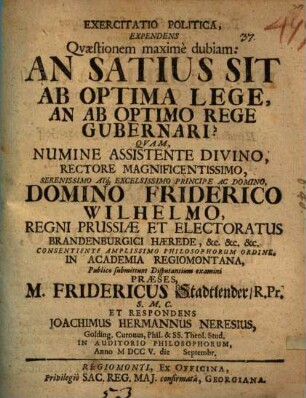 EXERCITATIO POLITICA,
EXPENDENS
Qvæstionem maximè dubiam:
AN SATIUS SIT
AB OPTIMA LEGE,
AN AB OPTIMO REGE
GUBERNARI?
QVAM,
NUMINE ASSISTENTE DIVINO,
RECTORE MAGNIFICENTISSIMO,
SERENISSIMO ATQ, EXCELSISSIMO PRINCIPE AC DOMINO,
DOMINO FRIDERICO
WILHELMO,
REGNI PRUSSIÆ ET ELECTORATUS
BRANDENBURGICI HÆREDE, &c. &c. &c.
CONSENTIENTE AMPLISSIMO PHILOSOPHORUM ORDINE,
IN ACADEMIA REGIOMONTANA,
Publico submittunt Disputantium examini
PRÆSES,
M. FRIDERICUS Stadtlender/ R. Pr.
S. M. C.
ET RESPONDENS
JOACHIMUS HERMANNUS NERESIUS,
Golding. Curonus, Phil. & SS. Theol. Stud.
IN AUDITORIO PHILOSOPHORUM,
Anno M DCC V. die Septembr.
REGIOMONTI, EX OFFICINA,
Privilegiô SAC. REG. MAJ. confirmatâ, GEORGIANA.